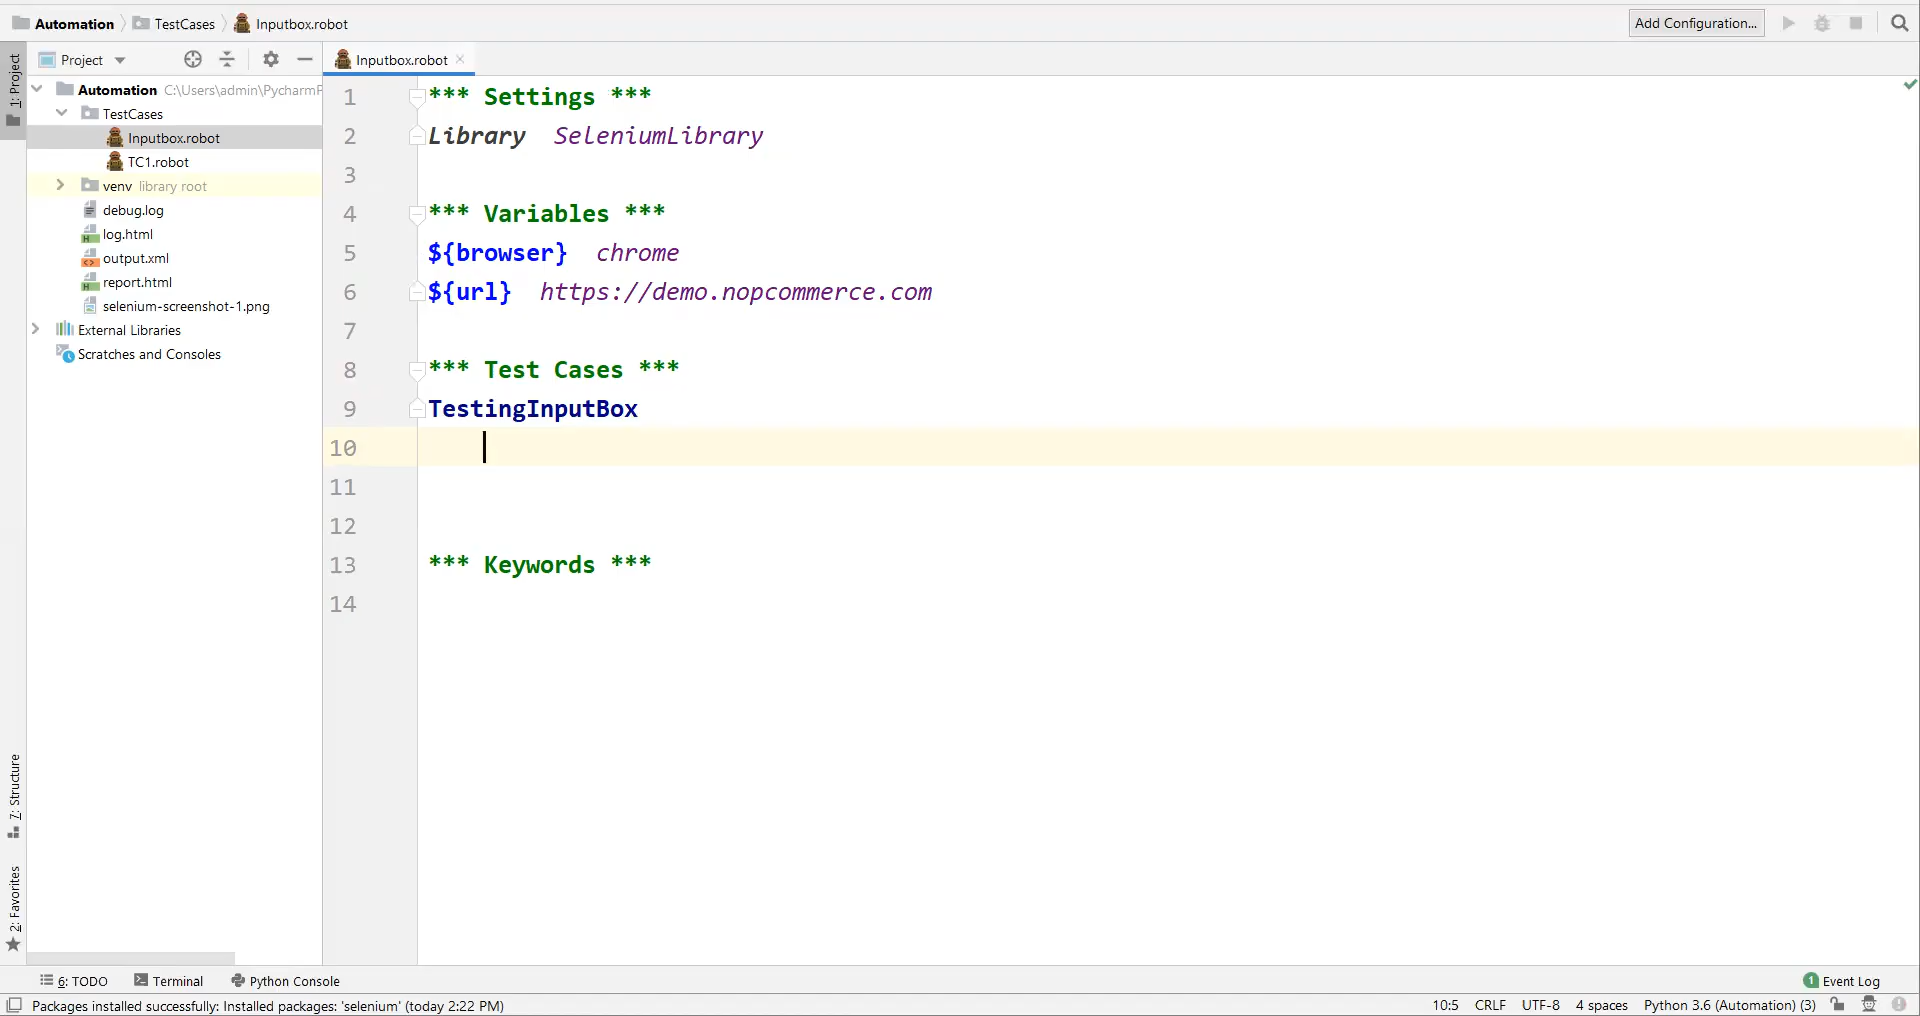 Automation TestCases Inputbox.robot Add Configuration...
1: Project
Project
Inputbox.robot
Automation C:\Users\admin\PycharmP
TestCases
Inputbox.robot
TC1.robot
venv library root
debug.log
log.html
output.xml
report.html
selenium-screenshot-1.png
External Libraries
Scratches and Consoles
1 *** Settings ***
2 Library SeleniumLibrary
3
4 *** Variables ***
5 ${browser} chrome
6 ${url} https://demo.nopcommerce.com
7
8 *** Test Cases ***
9 TestingInputBox
10
11
12
13 *** Keywords ***
14
7: Structure
2: Favorites
6: TODO Terminal Python Console 1 Event Log
Packages installed successfully: Installed packages: 'selenium' (today 2:22 PM) 10:5 CRLF UTF-8 4 spaces Python 3.6 (Automation) (3)